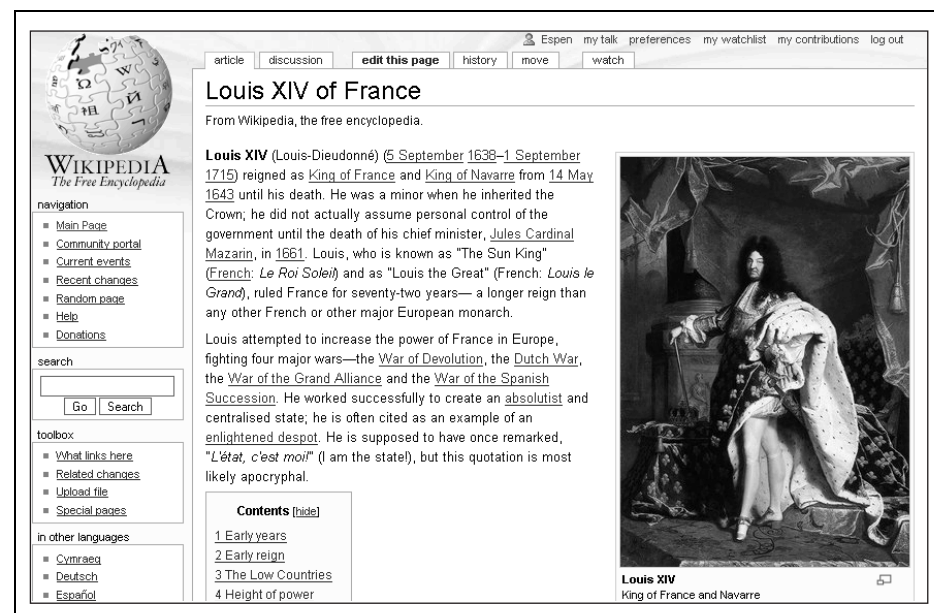 Espen my talk preferences my watchlist my contributions log out
article discussion edit this page history move watch
WIKIPEDIA
The Free Encyclopedia
navigation
Main Page
Community portal
Current events
Recent changes
Random page
Help
Donations
search
Go Search
toolbox
What links here
Related changes
Upload file
Special pages
in other languages
Cymraeg
Deutsch
Español
Louis XIV of France
From Wikipedia, the free encyclopedia.
Louis XIV (Louis-Dieudonné) (5 September 1638–1 September
1715) reigned as King of France and King of Navarre from 14 May
1643 until his death. He was a minor when he inherited the
Crown; he did not actually assume personal control of the
government until the death of his chief minister, Jules Cardinal
Mazarin, in 1661. Louis, who is known as "The Sun King"
(French: Le Roi Soleil) and as "Louis the Great" (French: Louis le
Grand), ruled France for seventy-two years— a longer reign than
any other French or other major European monarch.
Louis attempted to increase the power of France in Europe,
fighting four major wars—the War of Devolution, the Dutch War,
the War of the Grand Alliance and the War of the Spanish
Succession. He worked successfully to create an absolutist and
centralised state; he is often cited as an example of an
enlightened despot. He is supposed to have once remarked,
"L'état, c'est moi!" (I am the state!), but this quotation is most
likely apocryphal.
Contents [hide]
1 Early years
2 Early reign
3 The Low Countries
4 Height of power
Louis XIV
King of France and Navarre